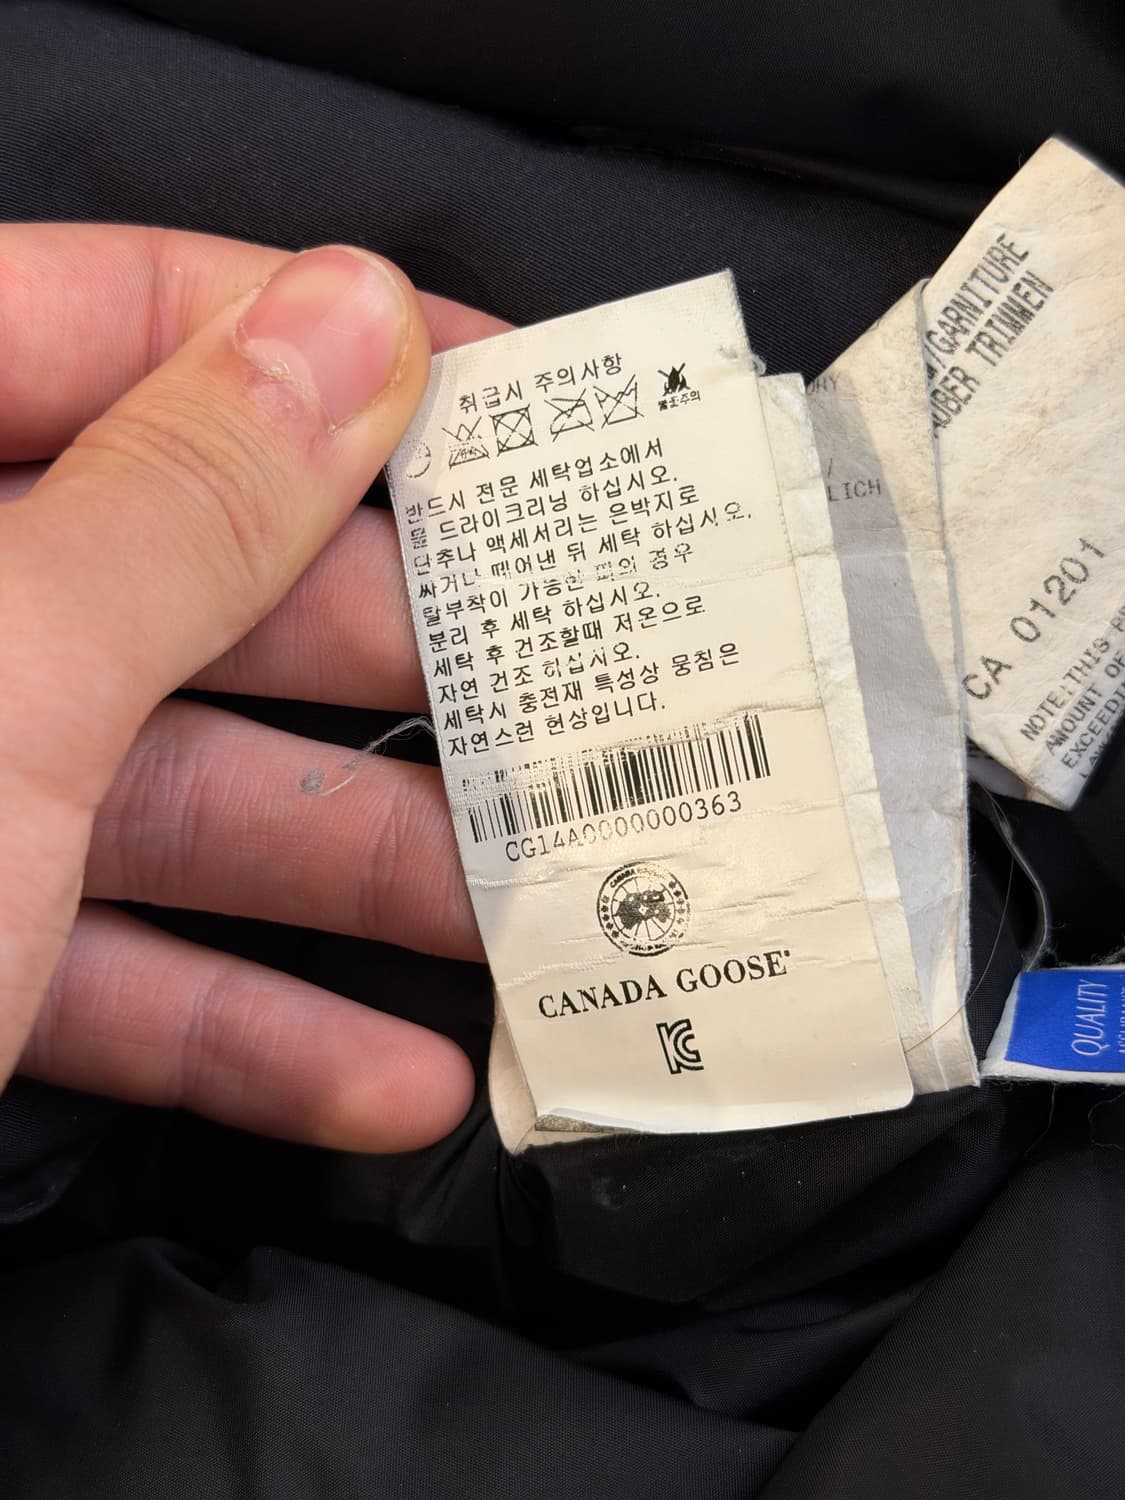 취급시 주의사항
불조주의
반드시 전문 세탁업소에서
물 드라이크리닝 하십시오.
단추나 액세서리는 은박지로
싸거나 떼어낸 뒤 세탁 하십시오.
탈부착이 가능한 퍼의 경우
분리 후 세탁 하십시오.
세탁 후 건조할때 저온으로
자연 건조 하십시오.
세탁시 충전재 특성상 뭉침은
자연스런 현상입니다.
CG14A0000000363
CANADA GOOSE
CANADA GOOSE
KC
DRY
/
LICH
/GARNITURE
TRIMMEN
CA 01201
NOTE:THIS
AMOUNT OF
QUALITY